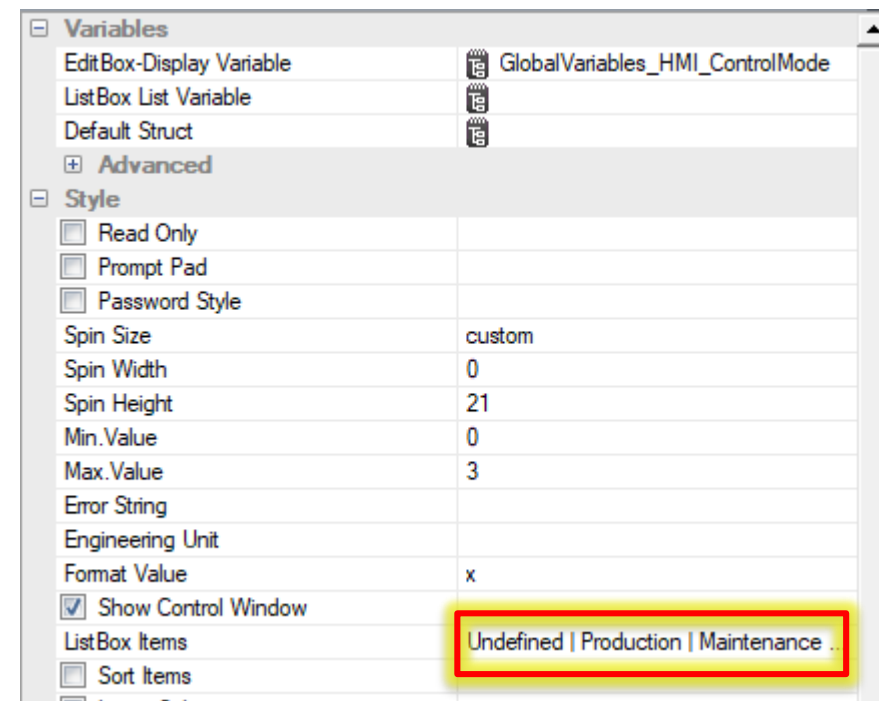 Variables
EditBox-Display Variable GlobalVariables_HMI_ControlMode
ListBox List Variable
Default Struct
Advanced
Style
Read Only
Prompt Pad
Password Style
Spin Size custom
Spin Width 0
Spin Height 21
Min.Value 0
Max.Value 3
Error String
Engineering Unit
Format Value x
Show Control Window
ListBox Items Undefined | Production | Maintenance ...
Sort Items